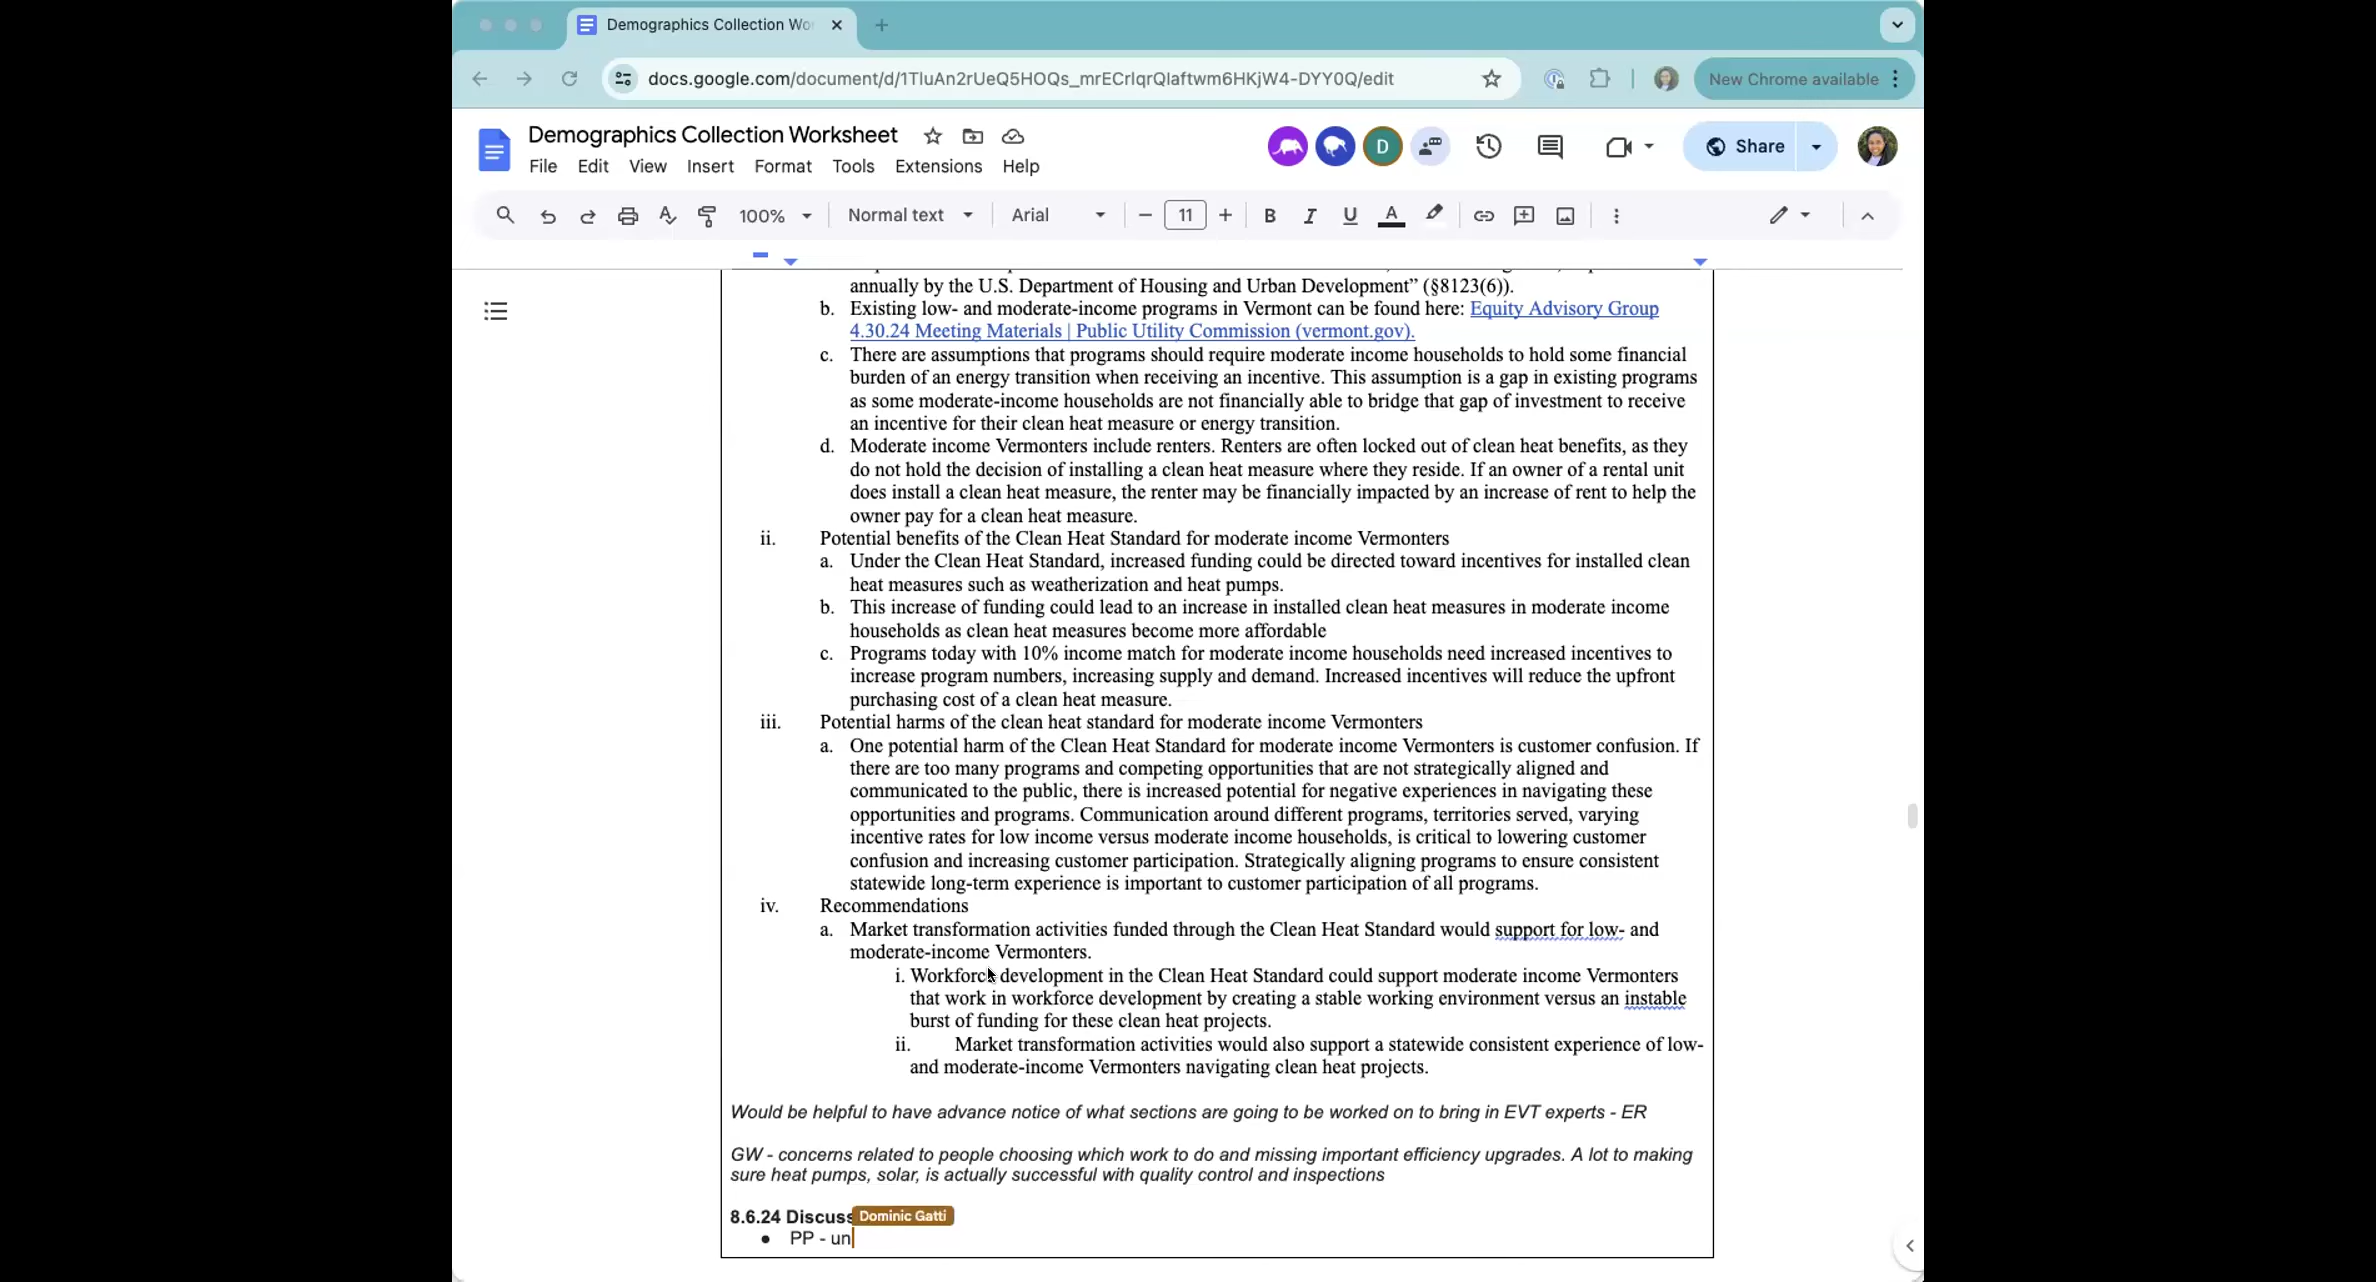 Demographics Collection Wo
docs.google.com/document/d/1TluAn2rUeQ5HOQs_mrECrlqrQlaftwm6HKjW4-DYY0Q/edit
New Chrome available
Demographics Collection Worksheet
D
Share
File Edit View Insert Format Tools Extensions Help
100% Normal text Arial 11 B I U A
annually by the U.S. Department of Housing and Urban Development” (§8123(6)).
b. Existing low- and moderate-income programs in Vermont can be found here: Equity Advisory Group
4.30.24 Meeting Materials | Public Utility Commission (vermont.gov).
c. There are assumptions that programs should require moderate income households to hold some financial
burden of an energy transition when receiving an incentive. This assumption is a gap in existing programs
as some moderate-income households are not financially able to bridge that gap of investment to receive
an incentive for their clean heat measure or energy transition.
d. Moderate income Vermonters include renters. Renters are often locked out of clean heat benefits, as they
do not hold the decision of installing a clean heat measure where they reside. If an owner of a rental unit
does install a clean heat measure, the renter may be financially impacted by an increase of rent to help the
owner pay for a clean heat measure.
ii. Potential benefits of the Clean Heat Standard for moderate income Vermonters
a. Under the Clean Heat Standard, increased funding could be directed toward incentives for installed clean
heat measures such as weatherization and heat pumps.
b. This increase of funding could lead to an increase in installed clean heat measures in moderate income
households as clean heat measures become more affordable
c. Programs today with 10% income match for moderate income households need increased incentives to
increase program numbers, increasing supply and demand. Increased incentives will reduce the upfront
purchasing cost of a clean heat measure.
iii. Potential harms of the clean heat standard for moderate income Vermonters
a. One potential harm of the Clean Heat Standard for moderate income Vermonters is customer confusion. If
there are too many programs and competing opportunities that are not strategically aligned and
communicated to the public, there is increased potential for negative experiences in navigating these
opportunities and programs. Communication around different programs, territories served, varying
incentive rates for low income versus moderate income households, is critical to lowering customer
confusion and increasing customer participation. Strategically aligning programs to ensure consistent
statewide long-term experience is important to customer participation of all programs.
iv. Recommendations
a. Market transformation activities funded through the Clean Heat Standard would support for low- and
moderate-income Vermonters.
i. Workforce development in the Clean Heat Standard could support moderate income Vermonters
that work in workforce development by creating a stable working environment versus an instable
burst of funding for these clean heat projects.
ii. Market transformation activities would also support a statewide consistent experience of low-
and moderate-income Vermonters navigating clean heat projects.
Would be helpful to have advance notice of what sections are going to be worked on to bring in EVT experts - ER
GW - concerns related to people choosing which work to do and missing important efficiency upgrades. A lot to making
sure heat pumps, solar, is actually successful with quality control and inspections
8.6.24 Discuss Dominic Gatti
● PP - un